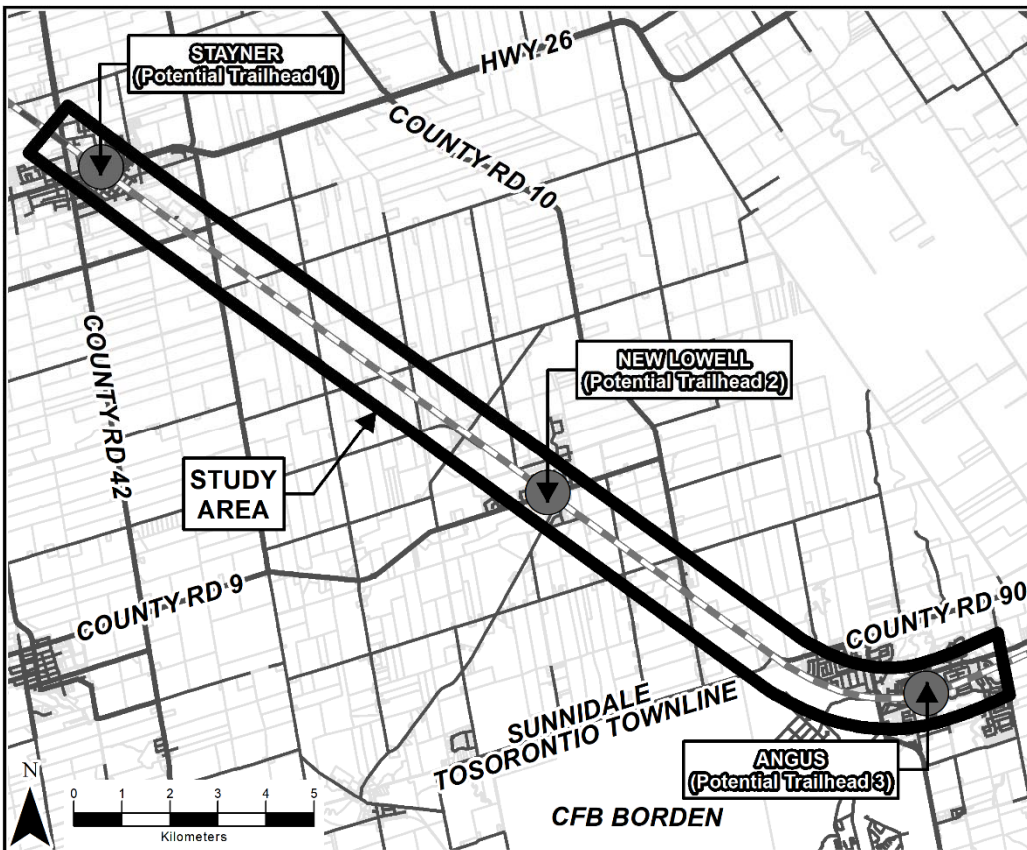 STAYNER
(Potential Trailhead 1)
HWY 26
COUNTY RD 10
NEW LOWELL
(Potential Trailhead 2)
COUNTY RD 42
STUDY
AREA
COUNTY RD 9
COUNTY RD 90
SUNNIDALE
TOSORONTIO TOWNLINE
ANGUS
(Potential Trailhead 3)
N
0 1 2 3 4 5
Kilometers
CFB BORDEN